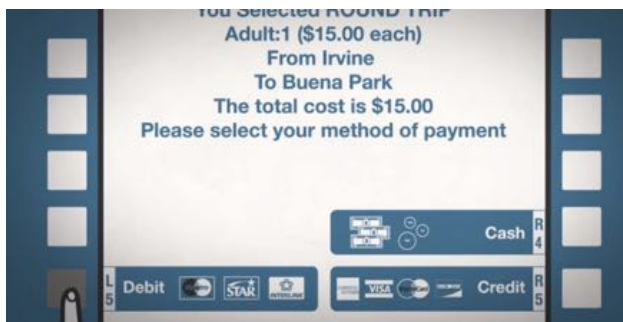 You Selected ROUND TRIP
Adult:1 ($15.00 each)
From Irvine
To Buena Park
The total cost is $15.00
Please select your method of payment
Cash R 4
L 5 Debit STAR INTERLINK
VISA Credit R 5